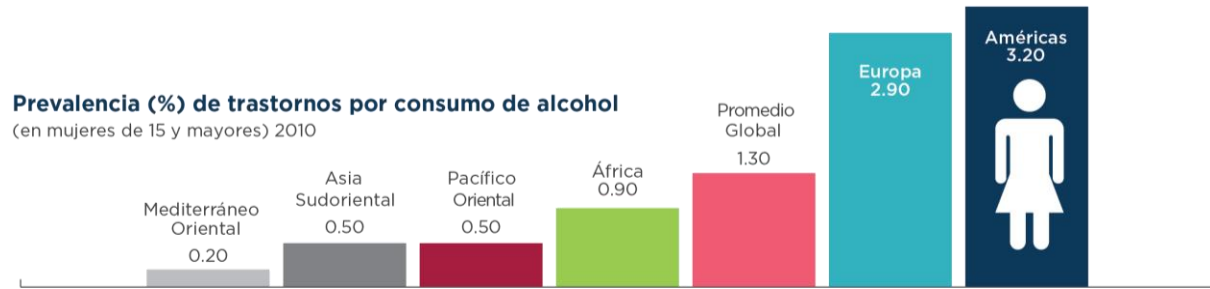 Prevalencia (%) de trastornos por consumo de alcohol
(en mujeres de 15 y mayores) 2010
Mediterráneo
Oriental
0.20
Asia
Sudoriental
0.50
Pacífico
Oriental
0.50
África
0.90
Promedio
Global
1.30
Europa
2.90
Américas
3.20